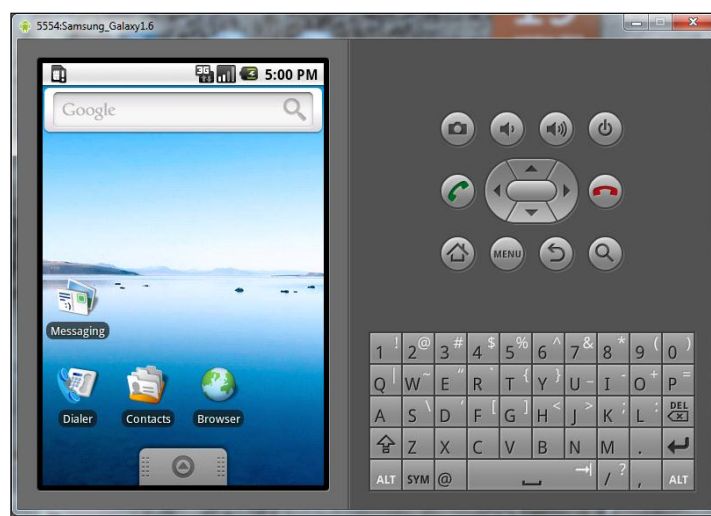 5554:Samsung_Galaxy1.6
3G 5:00 PM
Google
Messaging
Dialer Contacts Browser
MENU
1 ! 2 @ 3 # 4 $ 5 % 6 ^ 7 & 8 * 9 ( 0 )
Q | W ~ E " R ` T { Y } U _ I - O + P =
A S \ D ' F [ G ] H < J > K ; L : DEL
Z X C V B N M .
ALT SYM @ / ? , ALT